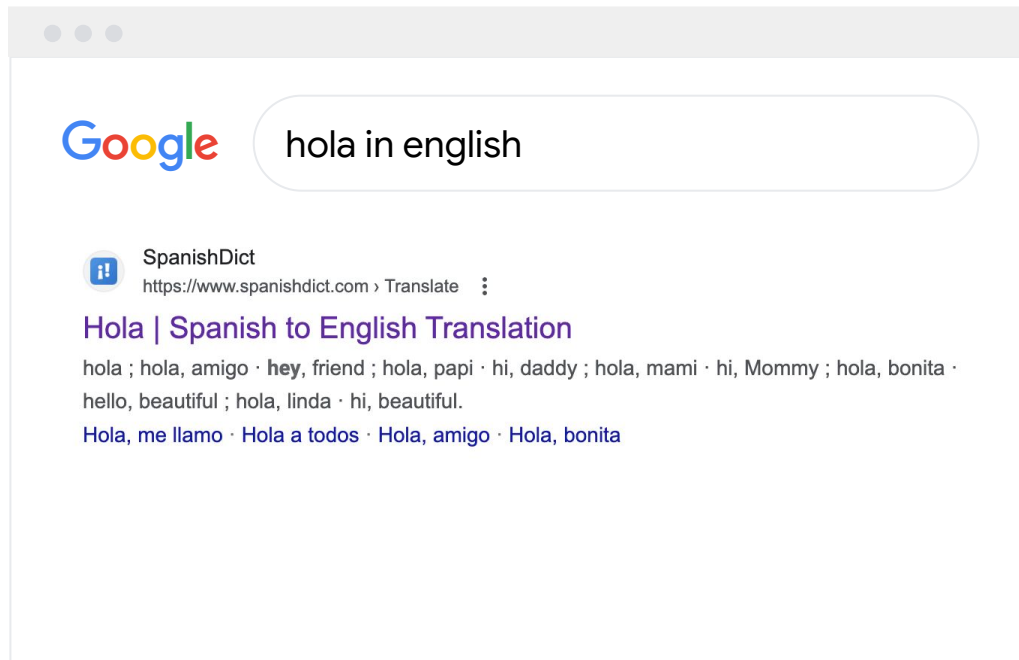 Google
hola in english
¡!
SpanishDict
https://www.spanishdict.com › Translate
Hola | Spanish to English Translation
hola ; hola, amigo · hey, friend ; hola, papi · hi, daddy ; hola, mami · hi, Mommy ; hola, bonita ·
hello, beautiful ; hola, linda · hi, beautiful.
Hola, me llamo · Hola a todos · Hola, amigo · Hola, bonita